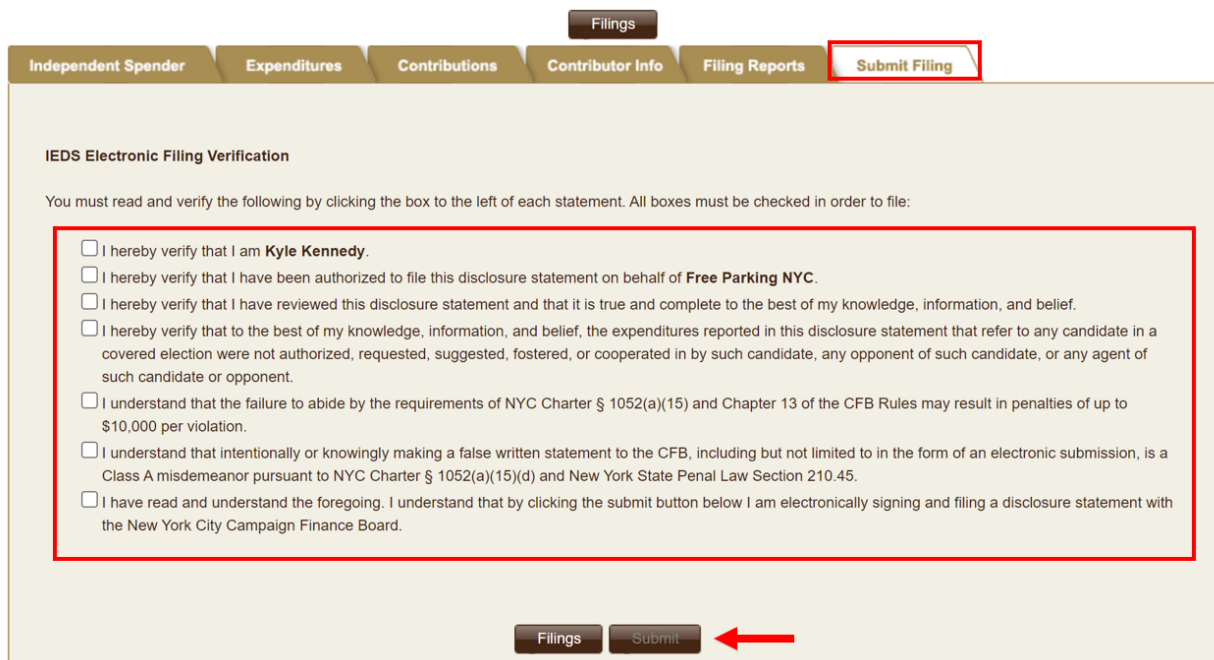 Filings
Independent Spender Expenditures Contributions Contributor Info Filing Reports Submit Filing
IEDS Electronic Filing Verification
You must read and verify the following by clicking the box to the left of each statement. All boxes must be checked in order to file:
I hereby verify that I am Kyle Kennedy.
I hereby verify that I have been authorized to file this disclosure statement on behalf of Free Parking NYC.
I hereby verify that I have reviewed this disclosure statement and that it is true and complete to the best of my knowledge, information, and belief.
I hereby verify that to the best of my knowledge, information, and belief, the expenditures reported in this disclosure statement that refer to any candidate in a
covered election were not authorized, requested, suggested, fostered, or cooperated in by such candidate, any opponent of such candidate, or any agent of
such candidate or opponent.
I understand that the failure to abide by the requirements of NYC Charter § 1052(a)(15) and Chapter 13 of the CFB Rules may result in penalties of up to
$10,000 per violation.
I understand that intentionally or knowingly making a false written statement to the CFB, including but not limited to in the form of an electronic submission, is a
Class A misdemeanor pursuant to NYC Charter § 1052(a)(15)(d) and New York State Penal Law Section 210.45.
I have read and understand the foregoing. I understand that by clicking the submit button below I am electronically signing and filing a disclosure statement with
the New York City Campaign Finance Board.
Filings Submit